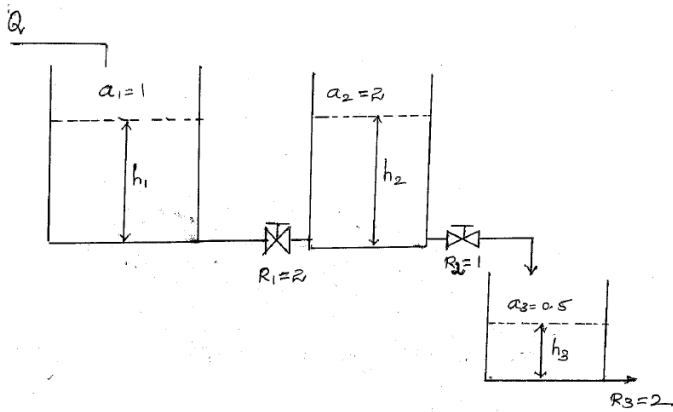 Q
a₁=1
a₂=2
h₁
h₂
R₁=2
R₂=1
a₃=0.5
h₃
R₃=2